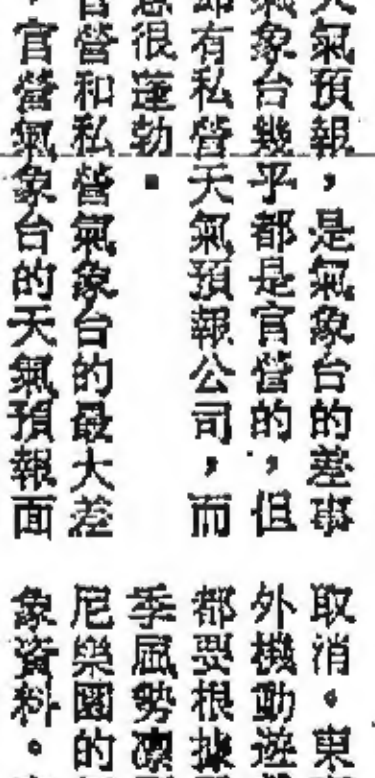 天氣預報，是氣象台的差事
氣象台幾乎都是官營的，但
卻有私營天氣預報公司，而
意很蓬勃。
官營和私營氣象台的最大差
，官營氣象台的天氣預報面
取消。東
外機動遊
都要根據
季風勢凛
尼樂園的
象資料。